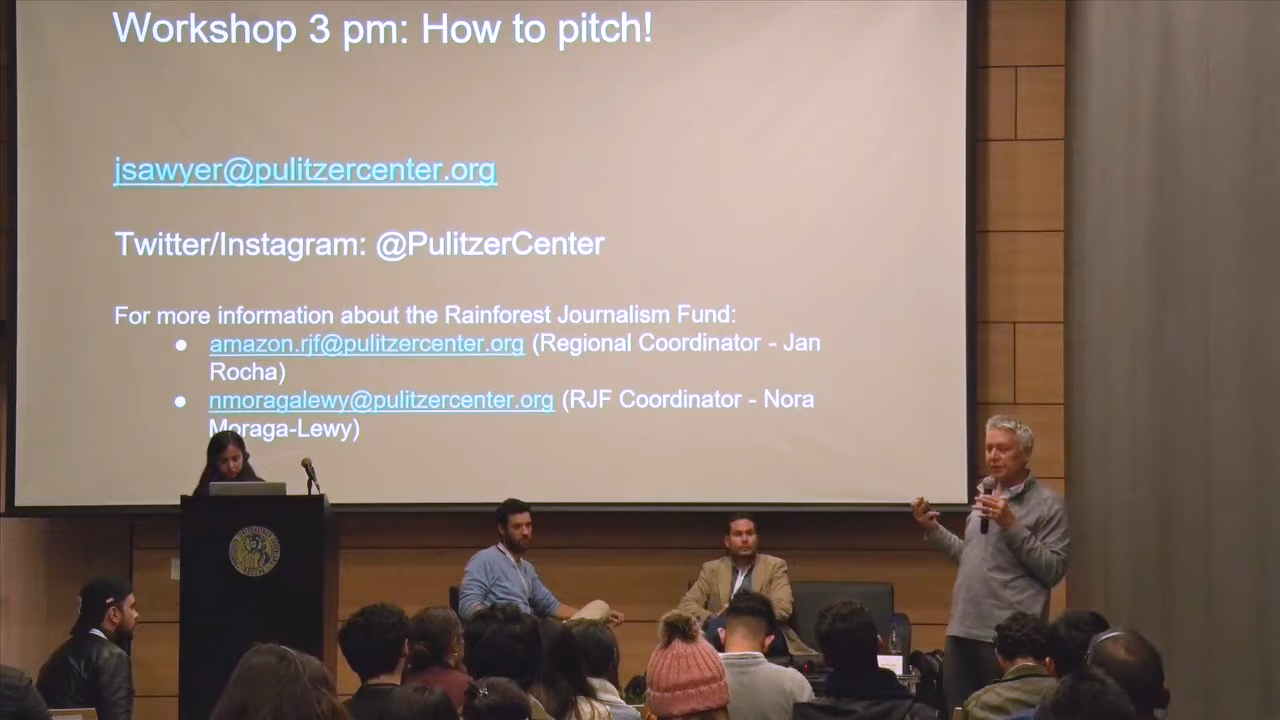 Workshop 3 pm: How to pitch!
jsawyer@pulitzercenter.org
Twitter/Instagram: @PulitzerCenter
For more information about the Rainforest Journalism Fund:
● amazon.rjf@pulitzercenter.org (Regional Coordinator - Jan
Rocha)
● nmoragalewy@pulitzercenter.org (RJF Coordinator - Nora
Moraga-Lewy)